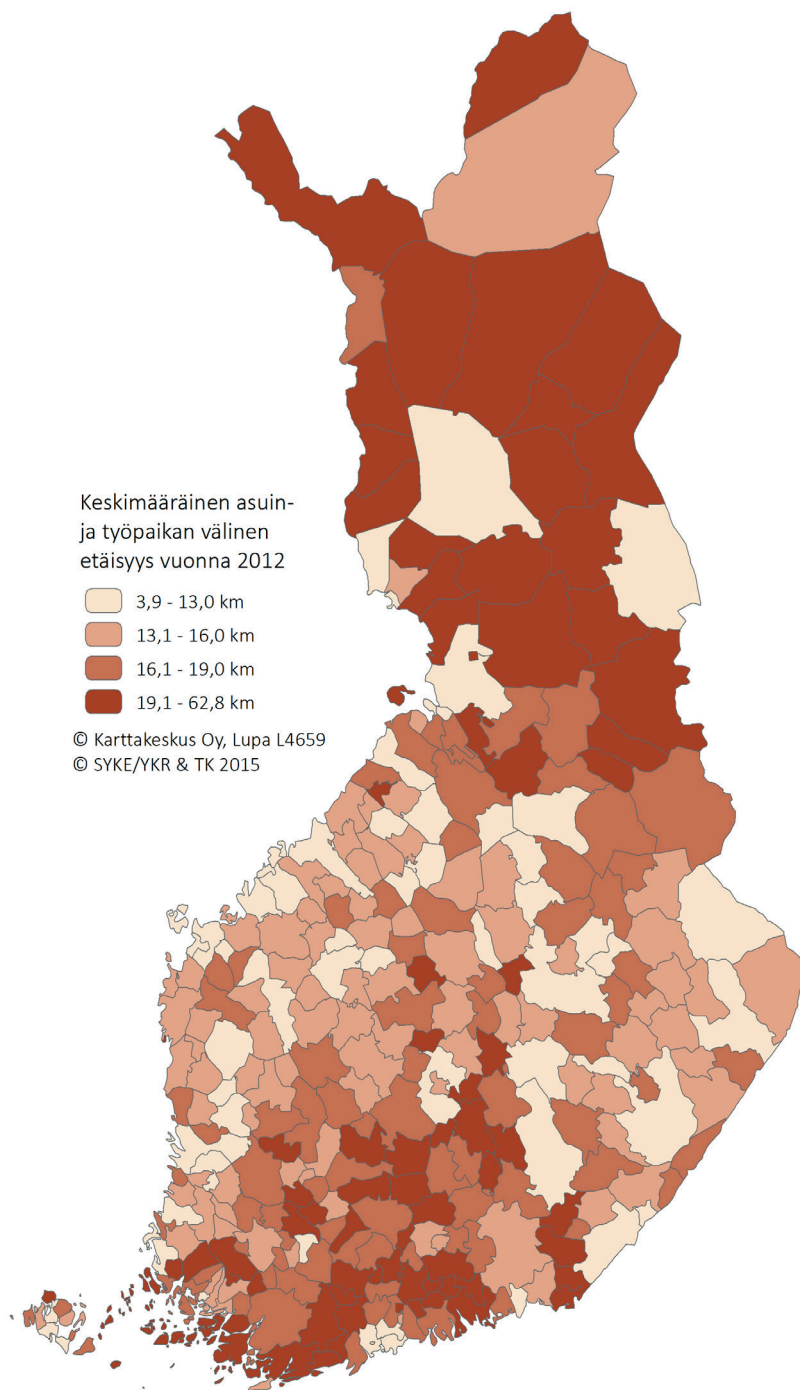 Keskimääräinen asuin-
ja työpaikan välinen
etäisyys vuonna 2012
3,9 - 13,0 km
13,1 - 16,0 km
16,1 - 19,0 km
19,1 - 62,8 km
© Karttakeskus Oy, Lupa L4659
© SYKE/YKR & TK 2015